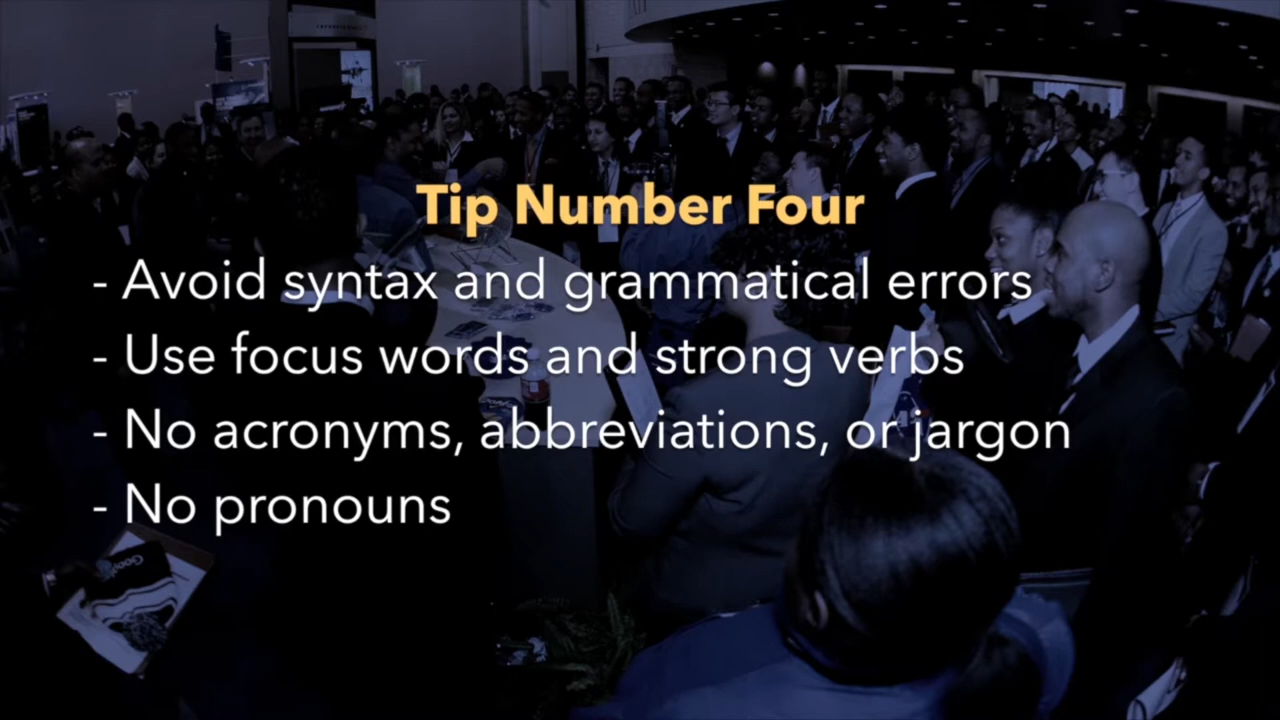 Tip Number Four
- Avoid syntax and grammatical errors
- Use focus words and strong verbs
- No acronyms, abbreviations, or jargon
- No pronouns
Google